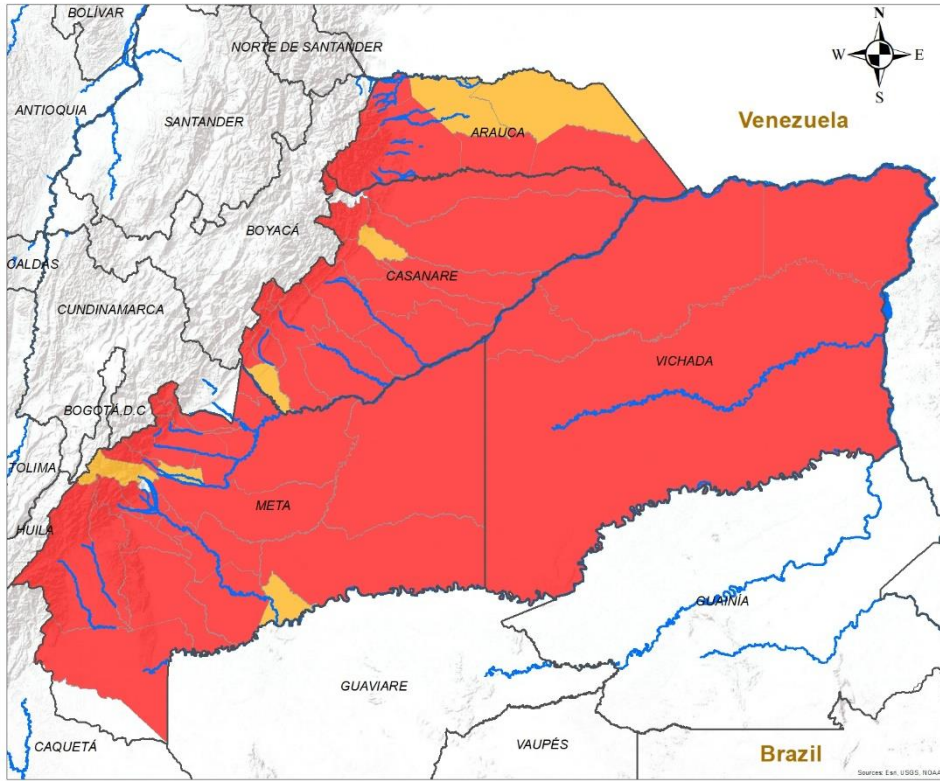 BOLÍVAR
N
NORTE DE SANTANDER
W
E
S
ANTIOQUIA
SANTANDER
Venezuela
ARAUCA
BOYACÁ
CALDAS
CASANARE
CUNDINAMARCA
VICHADA
BOGOTÁ,D.C
TOLIMA
META
HUILA
GUAINÍA
GUAVIARE
CAQUETÁ
VAUPÉS
Brazil
Sources: Esri, USGS, NOAA